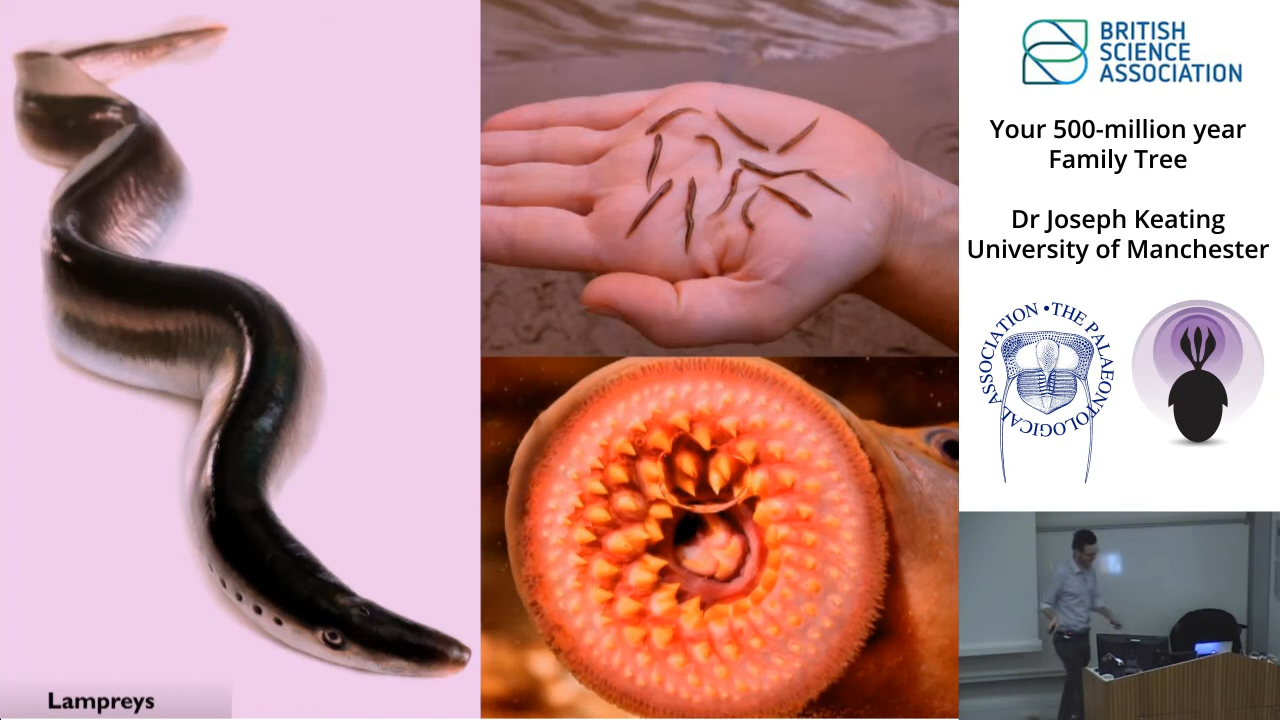 Lampreys
BRITISH
SCIENCE
ASSOCIATION
Your 500-million year
Family Tree
Dr Joseph Keating
University of Manchester
•THE PALAEONTOLOGICAL ASSOCIATION